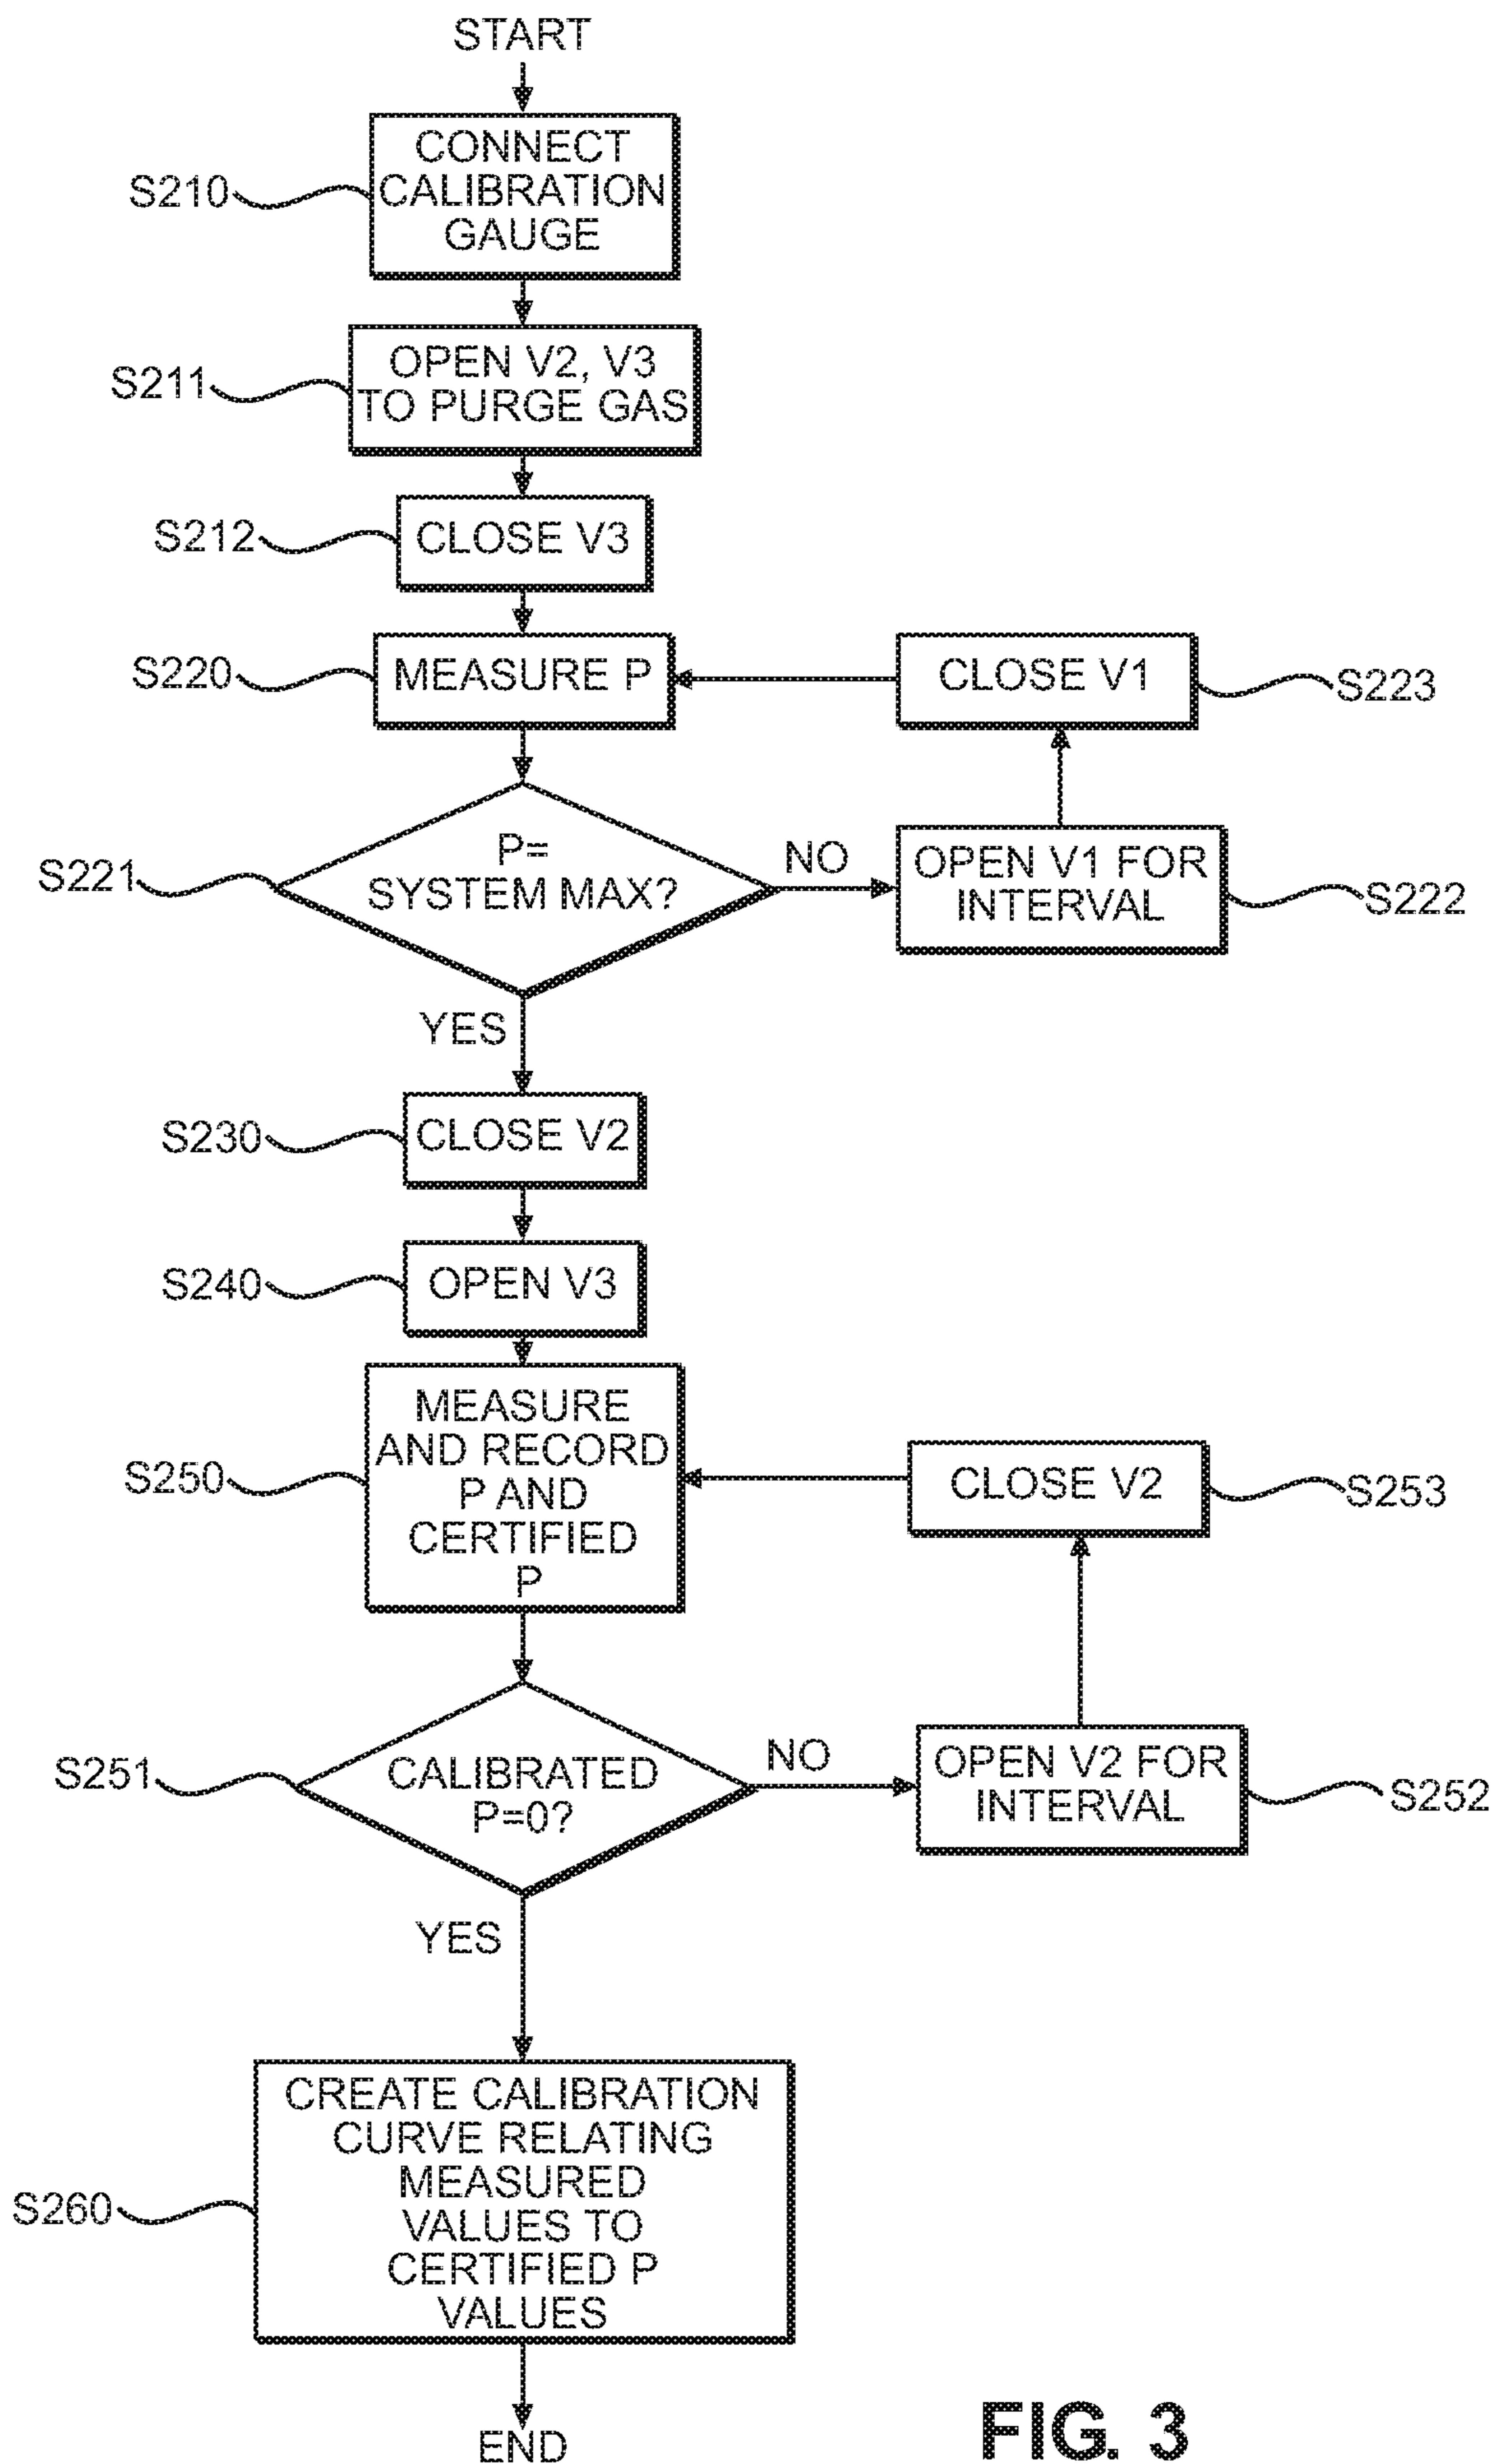 START
S210
CONNECT
CALIBRATION
GAUGE
S211
OPEN V2, V3
TO PURGE GAS
S212
CLOSE V3
S220
MEASURE P
CLOSE V1
S223
S221
P=
SYSTEM MAX?
NO
OPEN V1 FOR
INTERVAL
S222
YES
S230
CLOSE V2
S240
OPEN V3
S250
MEASURE
AND RECORD
P AND
CERTIFIED
P
CLOSE V2
S253
S251
CALIBRATED
P=0?
NO
OPEN V2 FOR
INTERVAL
S252
YES
S260
CREATE CALIBRATION
CURVE RELATING
MEASURED
VALUES TO
CERTIFIED P
VALUES
END
FIG. 3